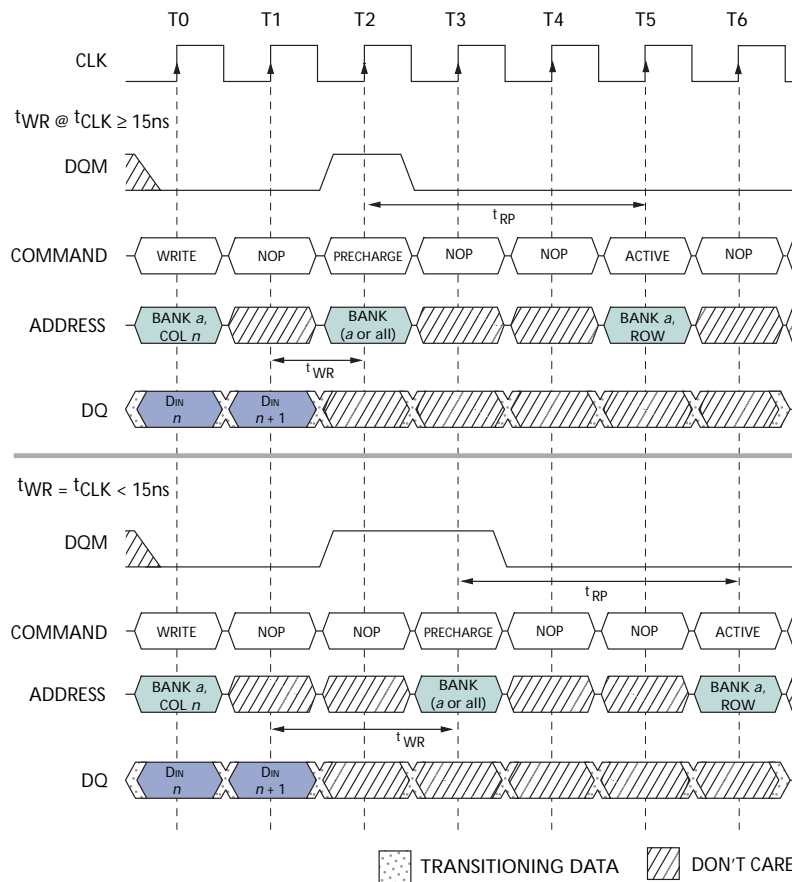 T0 T1 T2 T3 T4 T5 T6
CLK
tWR @ tCLK ≥ 15ns
DQM
tRP
COMMAND WRITE NOP PRECHARGE NOP NOP ACTIVE NOP
ADDRESS BANK a, COL n BANK (a or all) BANK a, ROW
tWR
DQ DIN n DIN n + 1
tWR = tCLK < 15ns
DQM
tRP
COMMAND WRITE NOP NOP PRECHARGE NOP NOP ACTIVE
ADDRESS BANK a, COL n BANK (a or all) BANK a, ROW
tWR
DQ DIN n DIN n + 1
TRANSITIONING DATA DON'T CARE